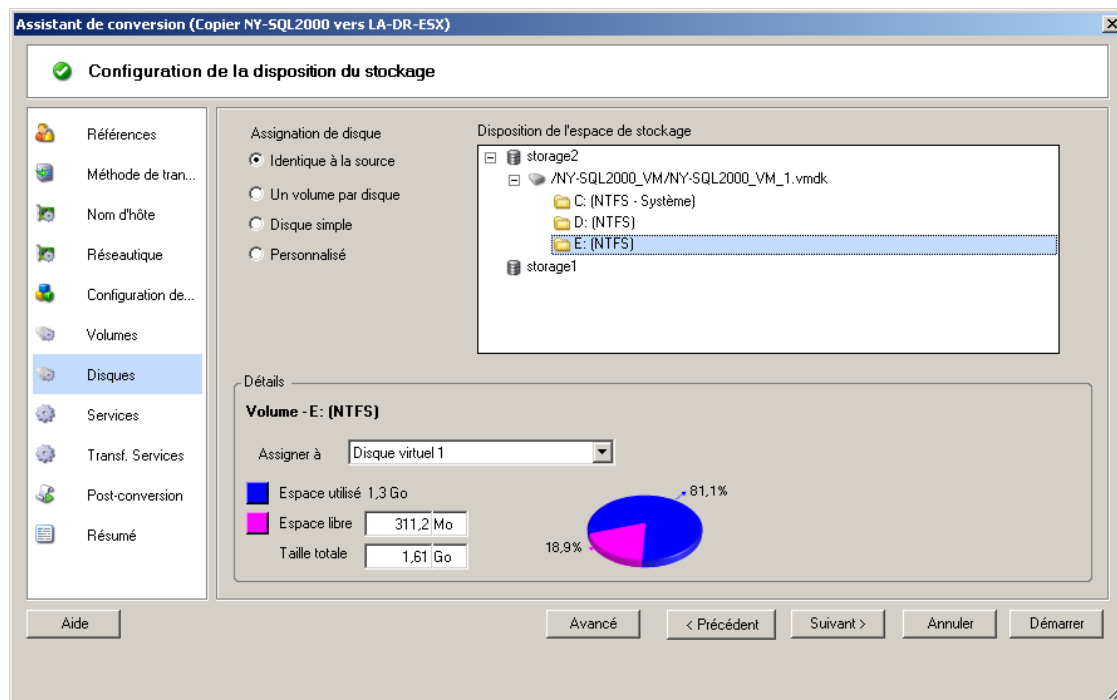 Assistant de conversion (Copier NY-SQL2000 vers LA-DR-ESX)
Configuration de la disposition du stockage
Références
Méthode de tran...
Nom d'hôte
Réseautique
Configuration de...
Volumes
Disques
Services
Transf. Services
Post-conversion
Résumé
Assignation de disque
Identique à la source
Un volume par disque
Disque simple
Personnalisé
Disposition de l'espace de stockage
storage2
/NY-SQL2000_VM/NY-SQL2000_VM_1.vmdk
C: (NTFS - Système)
D: (NTFS)
E: (NTFS)
storage1
Détails
Volume - E: (NTFS)
Assigner à Disque virtuel 1
Espace utilisé 1,3 Go
Espace libre 311,2 Mo
Taille totale 1,61 Go
81,1%
18,9%
Aide
Avancé
< Précédent
Suivant >
Annuler
Démarrer